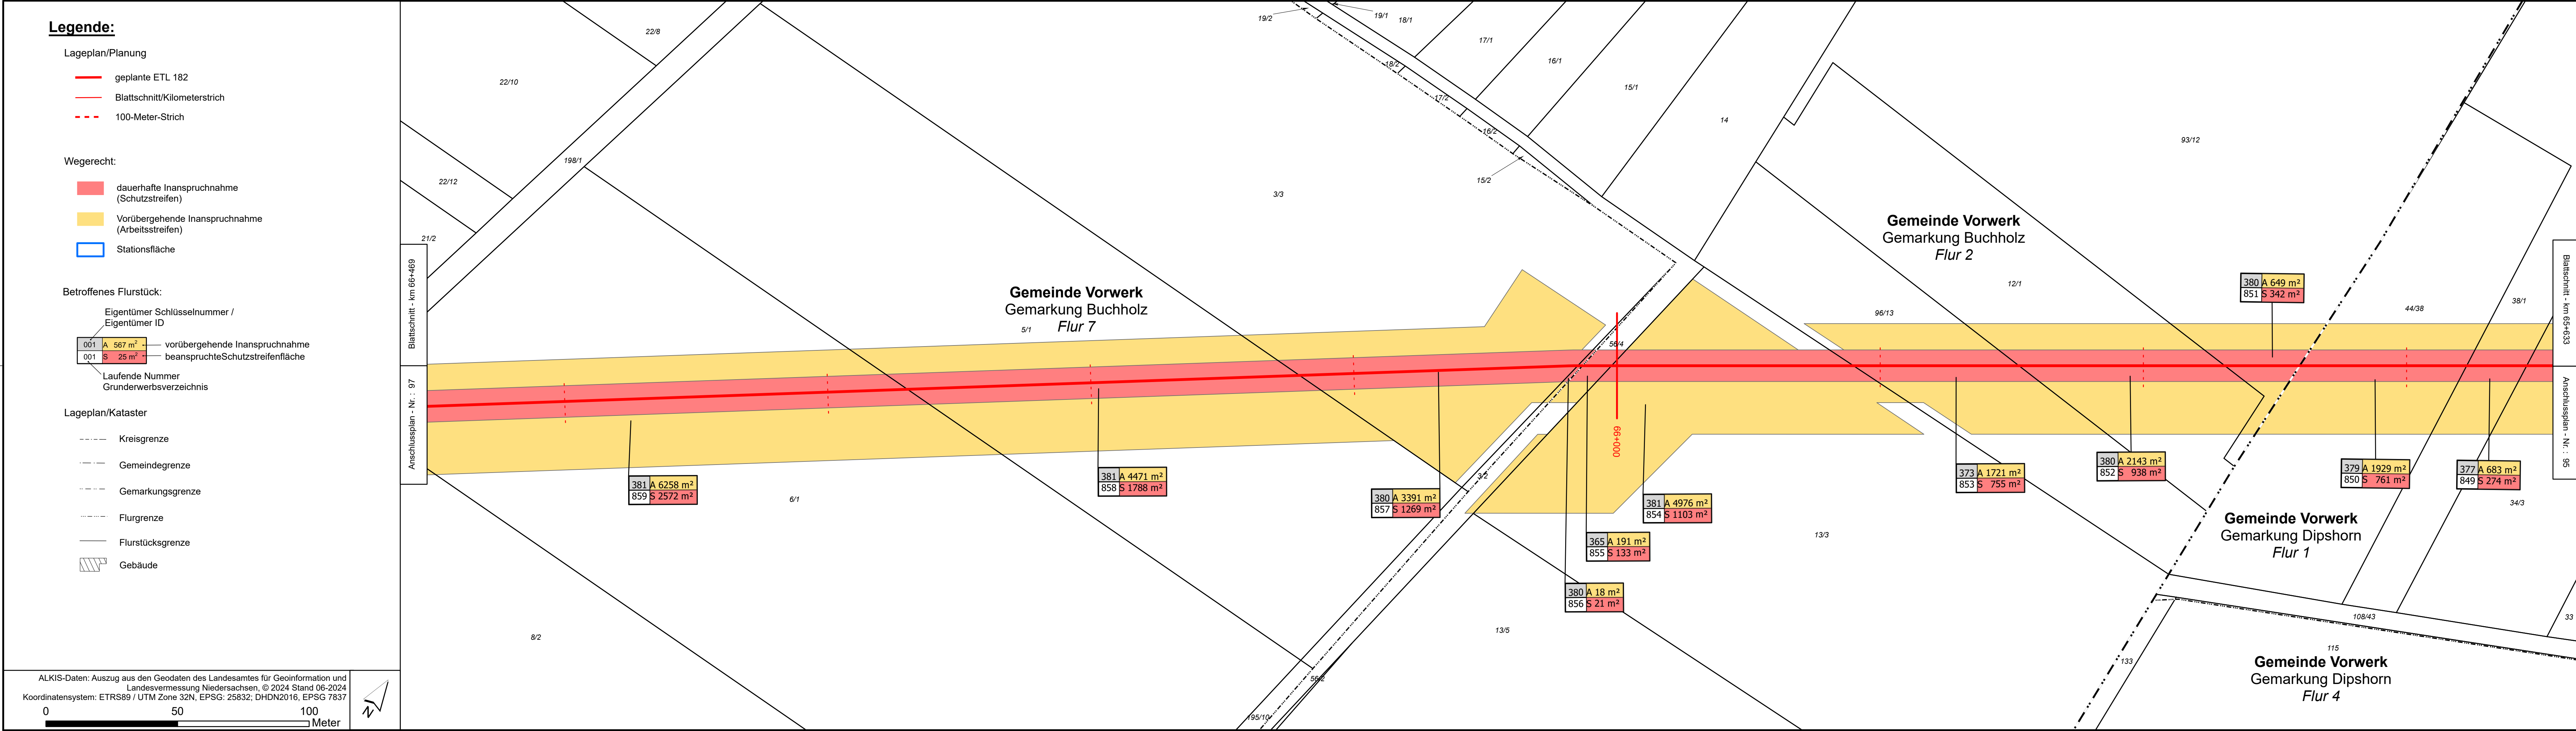 Legende:
Lageplan/Planung
geplante ETL 182
Blattschnitt/Kilometerstrich
100-Meter-Strich
Wegerecht:
dauerhafte Inanspruchnahme
(Schutzstreifen)
Vorübergehende Inanspruchnahme
(Arbeitsstreifen)
Stationsfläche
Betroffenes Flurstück:
Eigentümer Schlüsselnummer /
Eigentümer ID
001 A 567 m²
vorübergehende Inanspruchnahme
001 S 25 m²
beanspruchteSchutzstreifenfläche
Laufende Nummer
Grunderwerbsverzeichnis
Lageplan/Kataster
Kreisgrenze
Gemeindegrenze
Gemarkungsgrenze
Flurgrenze
Flurstücksgrenze
Gebäude
ALKIS-Daten: Auszug aus den Geodaten des Landesamtes für Geoinformation und
Landesvermessung Niedersachsen, © 2024 Stand 06-2024
Koordinatensystem: ETRS89 / UTM Zone 32N, EPSG: 25832; DHDN2016, EPSG 7837
0 50 100
Meter
N
Blattschnitt - km 66+469
Anschlussplan - Nr. : 97
22/8
22/10
198/1
22/12
21/2
19/2
19/1
18/1
17/1
16/1
15/1
14
18/2
17/2
16/2
15/2
3/3
93/12
Gemeinde Vorwerk
Gemarkung Buchholz
Flur 7
5/1
Gemeinde Vorwerk
Gemarkung Buchholz
Flur 2
12/1
96/13
44/38
38/1
56/4
66+000
380 A 649 m²
851 S 342 m²
381 A 6258 m²
859 S 2572 m²
381 A 4471 m²
858 S 1788 m²
380 A 3391 m²
857 S 1269 m²
381 A 4976 m²
854 S 1103 m²
365 A 191 m²
855 S 133 m²
380 A 18 m²
856 S 21 m²
373 A 1721 m²
853 S 755 m²
380 A 2143 m²
852 S 938 m²
379 A 1929 m²
850 S 761 m²
377 A 683 m²
849 S 274 m²
6/1
3/2
13/3
34/3
8/2
13/5
56/2
195/10
Gemeinde Vorwerk
Gemarkung Dipshorn
Flur 1
108/43
33
115
133
Gemeinde Vorwerk
Gemarkung Dipshorn
Flur 4
Blattschnitt - km 65+633
Anschlussplan - Nr. : 95